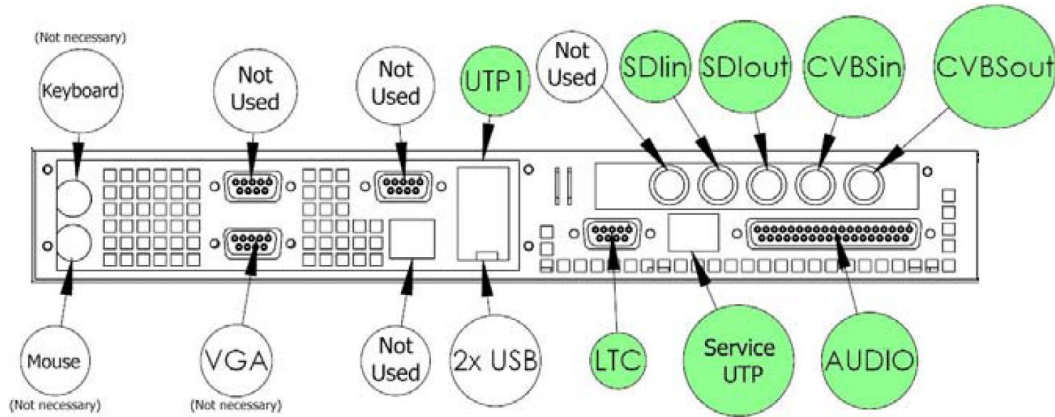 (Not necessary)
Keyboard
Not
Used
Not
Used
UTP1
Not
Used
SDIin
SDIout
CVBSin
CVBSout
Mouse
(Not necessary)
VGA
(Not necessary)
Not
Used
2x USB
LTC
Service
UTP
AUDIO